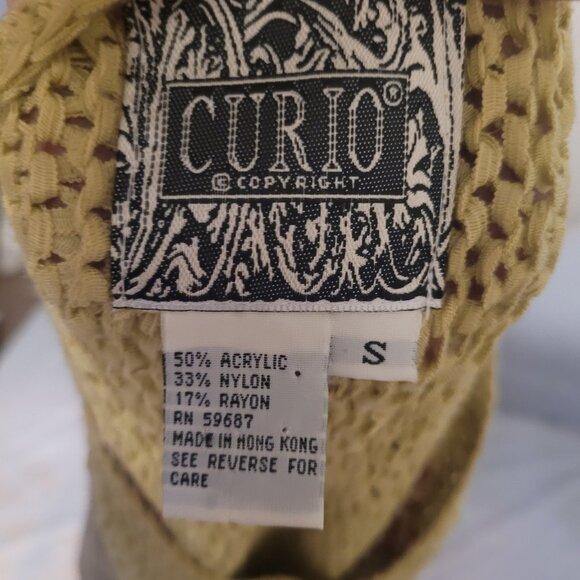 CURIO®
© COPYRIGHT
S
50% ACRYLIC
33% NYLON
17% RAYON
RN 59687
MADE IN HONG KONG
SEE REVERSE FOR
CARE